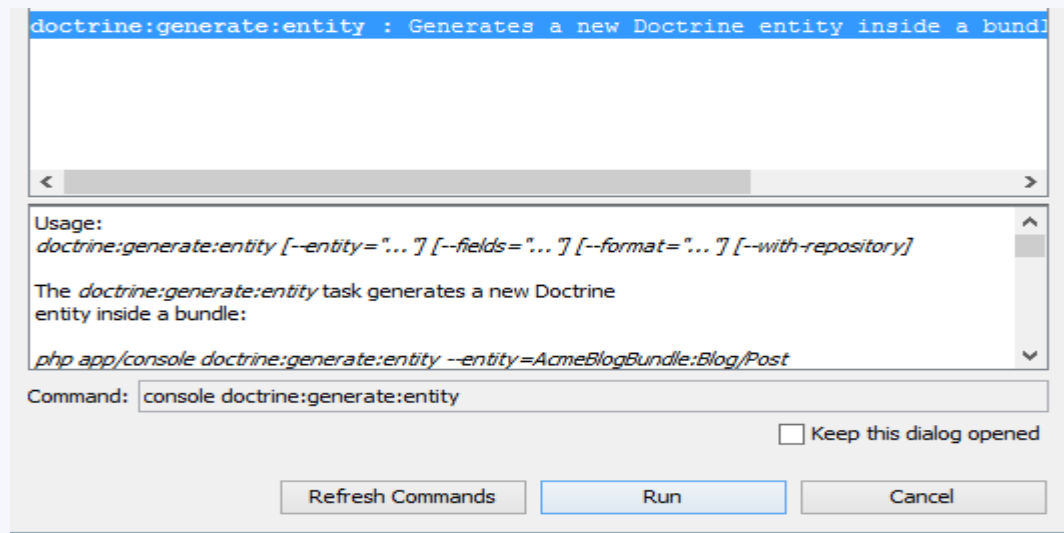 doctrine:generate:entity : Generates a new Doctrine entity inside a bundl
Usage:
doctrine:generate:entity [--entity="..."] [--fields="..."] [--format="..."] [--with-repository]
The doctrine:generate:entity task generates a new Doctrine
entity inside a bundle:
php app/console doctrine:generate:entity --entity=AcmeBlogBundle:Blog/Post
Command: console doctrine:generate:entity
Keep this dialog opened
Refresh Commands Run Cancel